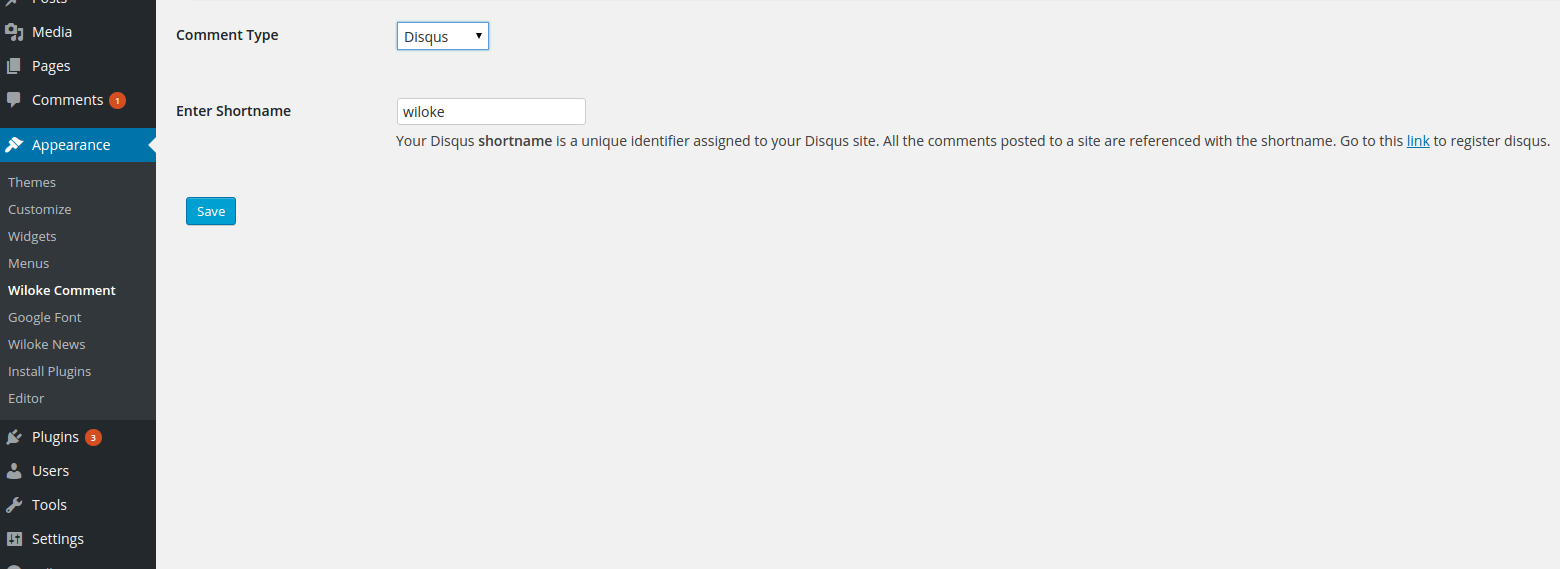 Posts
Media
Pages
Comments 1
Appearance
Themes
Customize
Widgets
Menus
Wiloke Comment
Google Font
Wiloke News
Install Plugins
Editor
Plugins 3
Users
Tools
Settings
Comment Type
Disqus
Enter Shortname
wiloke
Your Disqus shortname is a unique identifier assigned to your Disqus site. All the comments posted to a site are referenced with the shortname. Go to this link to register disqus.
Save